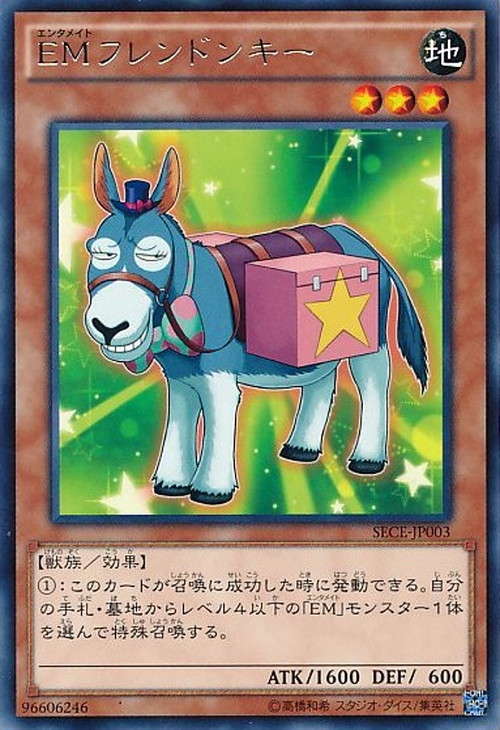 エンタメイト
EMフレンドンキー
ち
地
SECE-JP003
【獣族／効果】
①：このカードが召喚に成功した時に発動できる。自分
の手札・墓地からレベル４以下の「EM」モンスター１体
を選んで特殊召喚する。
ATK/1600 DEF/ 600
96606246
©高橋和希 スタジオ・ダイス/集英社